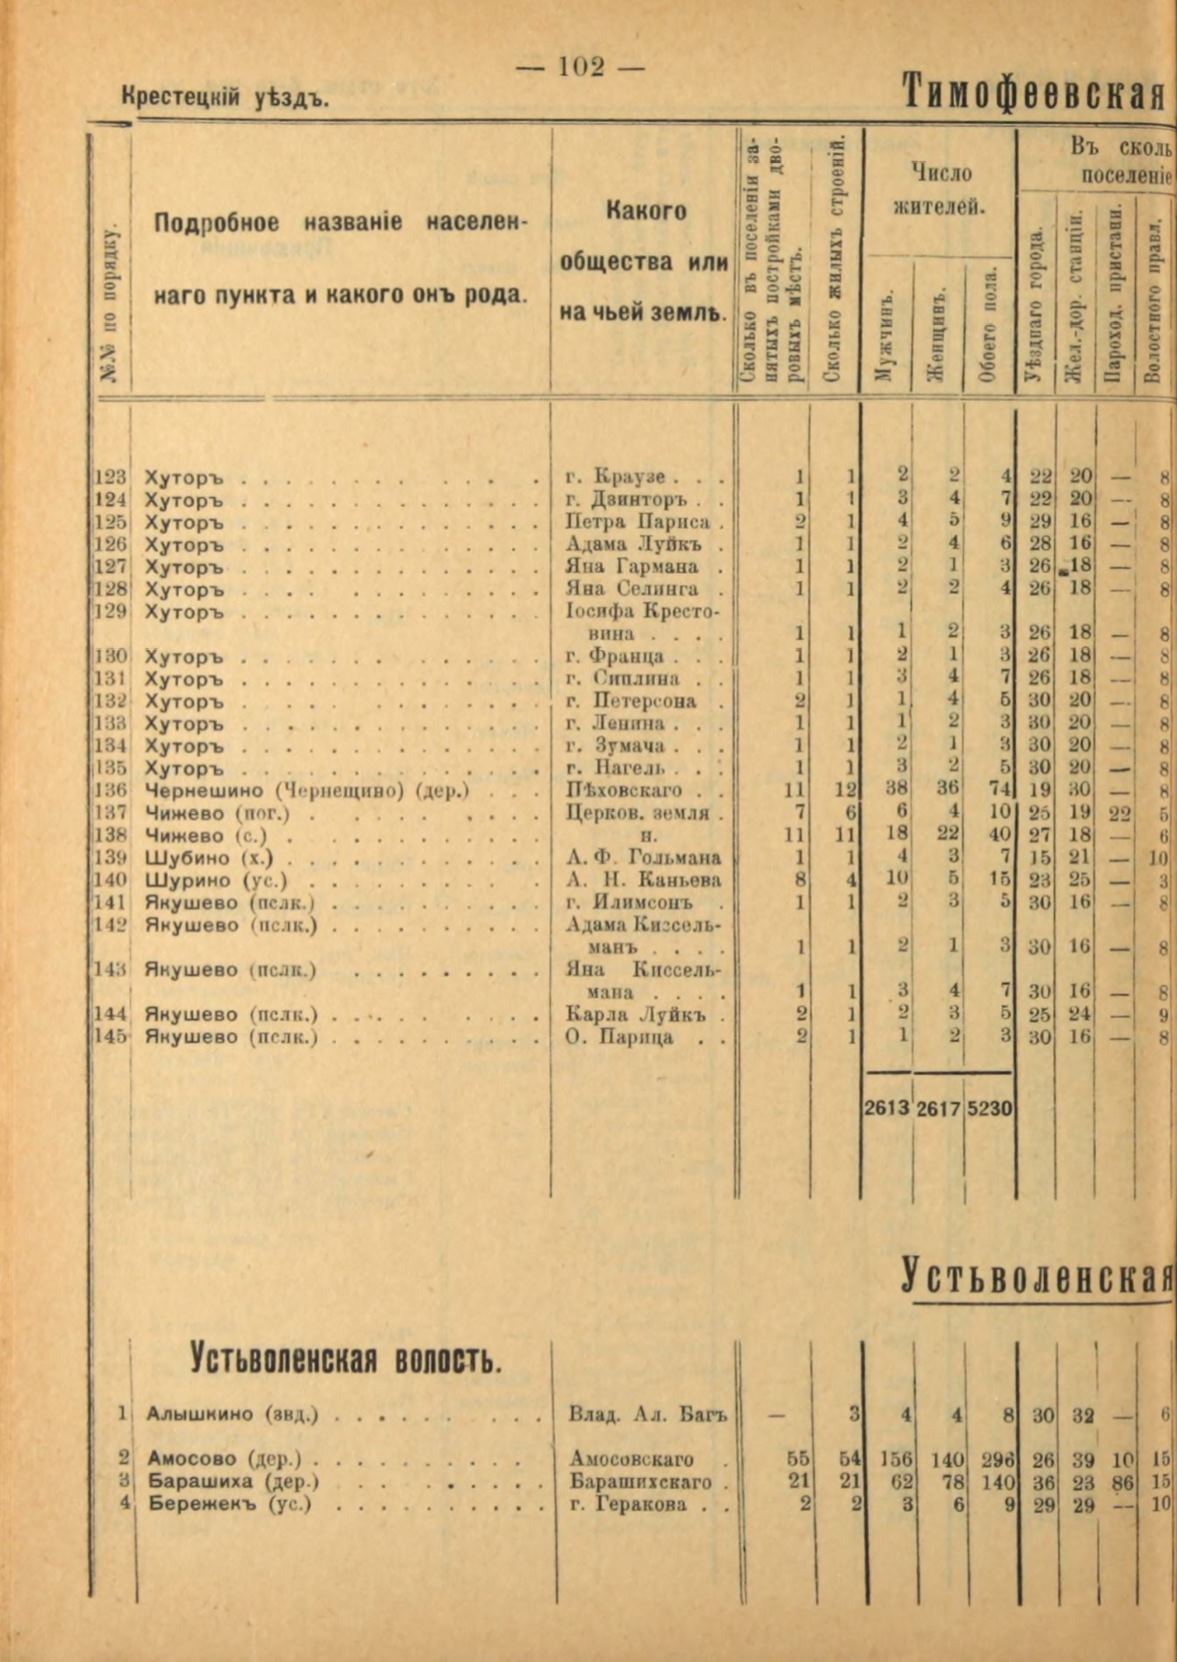 — 102 —
Крестецкій уѣздъ.
Тимофеевская
№№ по порядку.
Подробное названіе населен-
наго пункта и какого онъ рода.
Какого
общества или
на чьей землѣ.
Сколько въ поселеніи за-
нятыхъ постройками дво-
ровыхъ мѣстъ.
Сколько жилыхъ строеній.
Число
жителей.
Мужчинъ.
Женщинъ.
Обоего пола.
Въ сколь
поселеніе
Уѣзднаго города.
Жел.-дор. станціи.
Пароход. пристани.
Волостного правл.
123 Хуторъ . . . . . . . . . . . г. Краузе . . . 1 1 2 2 4 22 20 — 8
124 Хуторъ . . . . . . . . . . . г. Дзинторъ . . 1 1 3 4 7 22 20 — 8
125 Хуторъ . . . . . . . . . . . Петра Париса . 2 1 4 5 9 29 16 — 8
126 Хуторъ . . . . . . . . . . . Адама Луйкъ . 1 1 2 4 6 28 16 — 8
127 Хуторъ . . . . . . . . . . . Яна Гармана . 1 1 2 1 3 26 18 — 8
128 Хуторъ . . . . . . . . . . . Яна Селинга . 1 1 2 2 4 26 18 — 8
129 Хуторъ . . . . . . . . . . . Іосифа Кресто-
вина . . . . 1 1 1 2 3 26 18 — 8
130 Хуторъ . . . . . . . . . . . г. Франца . . . 1 1 2 1 3 26 18 — 8
131 Хуторъ . . . . . . . . . . . г. Сиплина . . 1 1 3 4 7 26 18 — 8
132 Хуторъ . . . . . . . . . . . г. Петерсона . 2 1 1 4 5 30 20 — 8
133 Хуторъ . . . . . . . . . . . г. Ленина . . . 1 1 1 2 3 30 20 — 8
134 Хуторъ . . . . . . . . . . . г. Зумача . . . 1 1 2 1 3 30 20 — 8
135 Хуторъ . . . . . . . . . . . г. Нагель . . . 1 1 3 2 5 30 20 — 8
136 Чернешино (Чернещиво) (дер.) . . . Пѣховскаго . . 11 12 38 36 74 19 30 — 8
137 Чижево (пог.) . . . . . . . . . Церков. земля . 7 6 6 4 10 25 19 22 5
138 Чижево (с.) . . . . . . . . . . н. 11 11 18 22 40 27 18 — 6
139 Шубино (х.) . . . . . . . . . . А. Ф. Гольмана 1 1 4 3 7 15 21 — 10
140 Шурино (ус.) . . . . . . . . . А. Н. Каньева 8 4 10 5 15 23 25 — 3
141 Якушево (пслк.) . . . . . . . . г. Илимсонъ . 1 1 2 3 5 30 16 — 8
142 Якушево (пслк.) . . . . . . . . Адама Киссель-
манъ . . . . 1 1 2 1 3 30 16 — 8
143 Якушево (пслк.) . . . . . . . . Яна Киссель-
мана . . . . 1 1 3 4 7 30 16 — 8
144 Якушево (пслк.) . . . . . . . . Карла Луйкъ . 2 1 2 3 5 25 24 — 9
145 Якушево (пслк.) . . . . . . . . О. Парица . . 2 1 1 2 3 30 16 — 8
2613 2617 5230
Устьволенская
Устьволенская волость.
1 Алышкино (звд.) . . . . . . . . Влад. Ал. Багъ — 3 4 4 8 30 32 — 6
2 Амосово (дер.) . . . . . . . . . Амосовскаго . 55 54 156 140 296 26 39 10 15
3 Барашиха (дер.) . . . . . . . . Барашихскаго . 21 21 62 78 140 36 23 86 15
4 Бережекъ (ус.) . . . . . . . . . г. Геракова . . 2 2 3 6 9 29 29 — 10